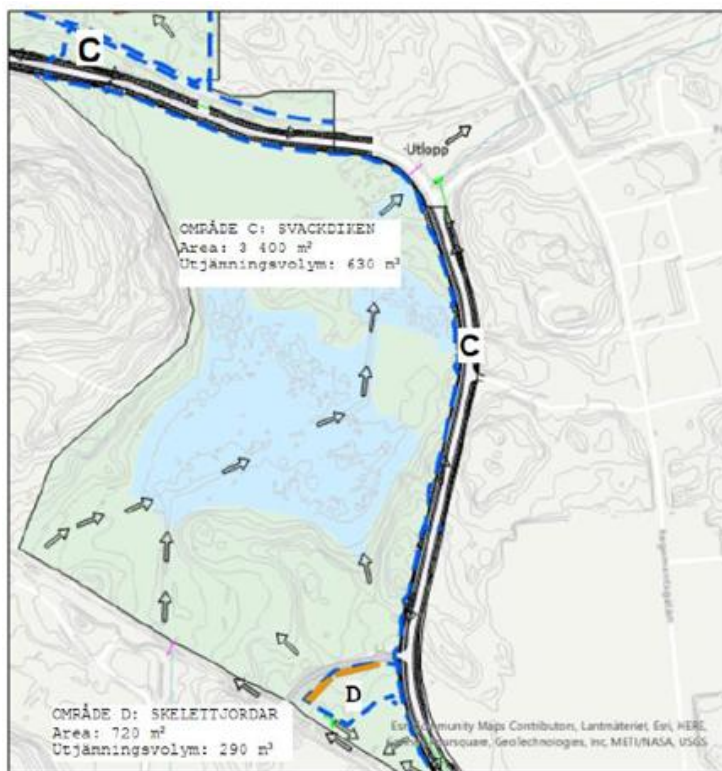 C
Utlopp
OMRÅDE C: SVACKDIKEN
Area: 3 400 m²
Utjämningsvolym: 630 m³
C
D
OMRÅDE D: SKELETTJORDAR
Area: 720 m²
Utjämningsvolym: 290 m³
Esri Community Maps Contributors, Lantmäteriet, Esri, HERE,
Foursquare, GeoTechnologies, Inc, METI/NASA, USGS